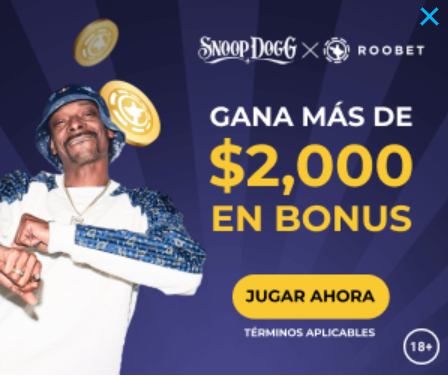 SNOOP DOGG X ROOBET
GANA MÁS DE
$2,000
EN BONUS
JUGAR AHORA
TÉRMINOS APLICABLES
18+